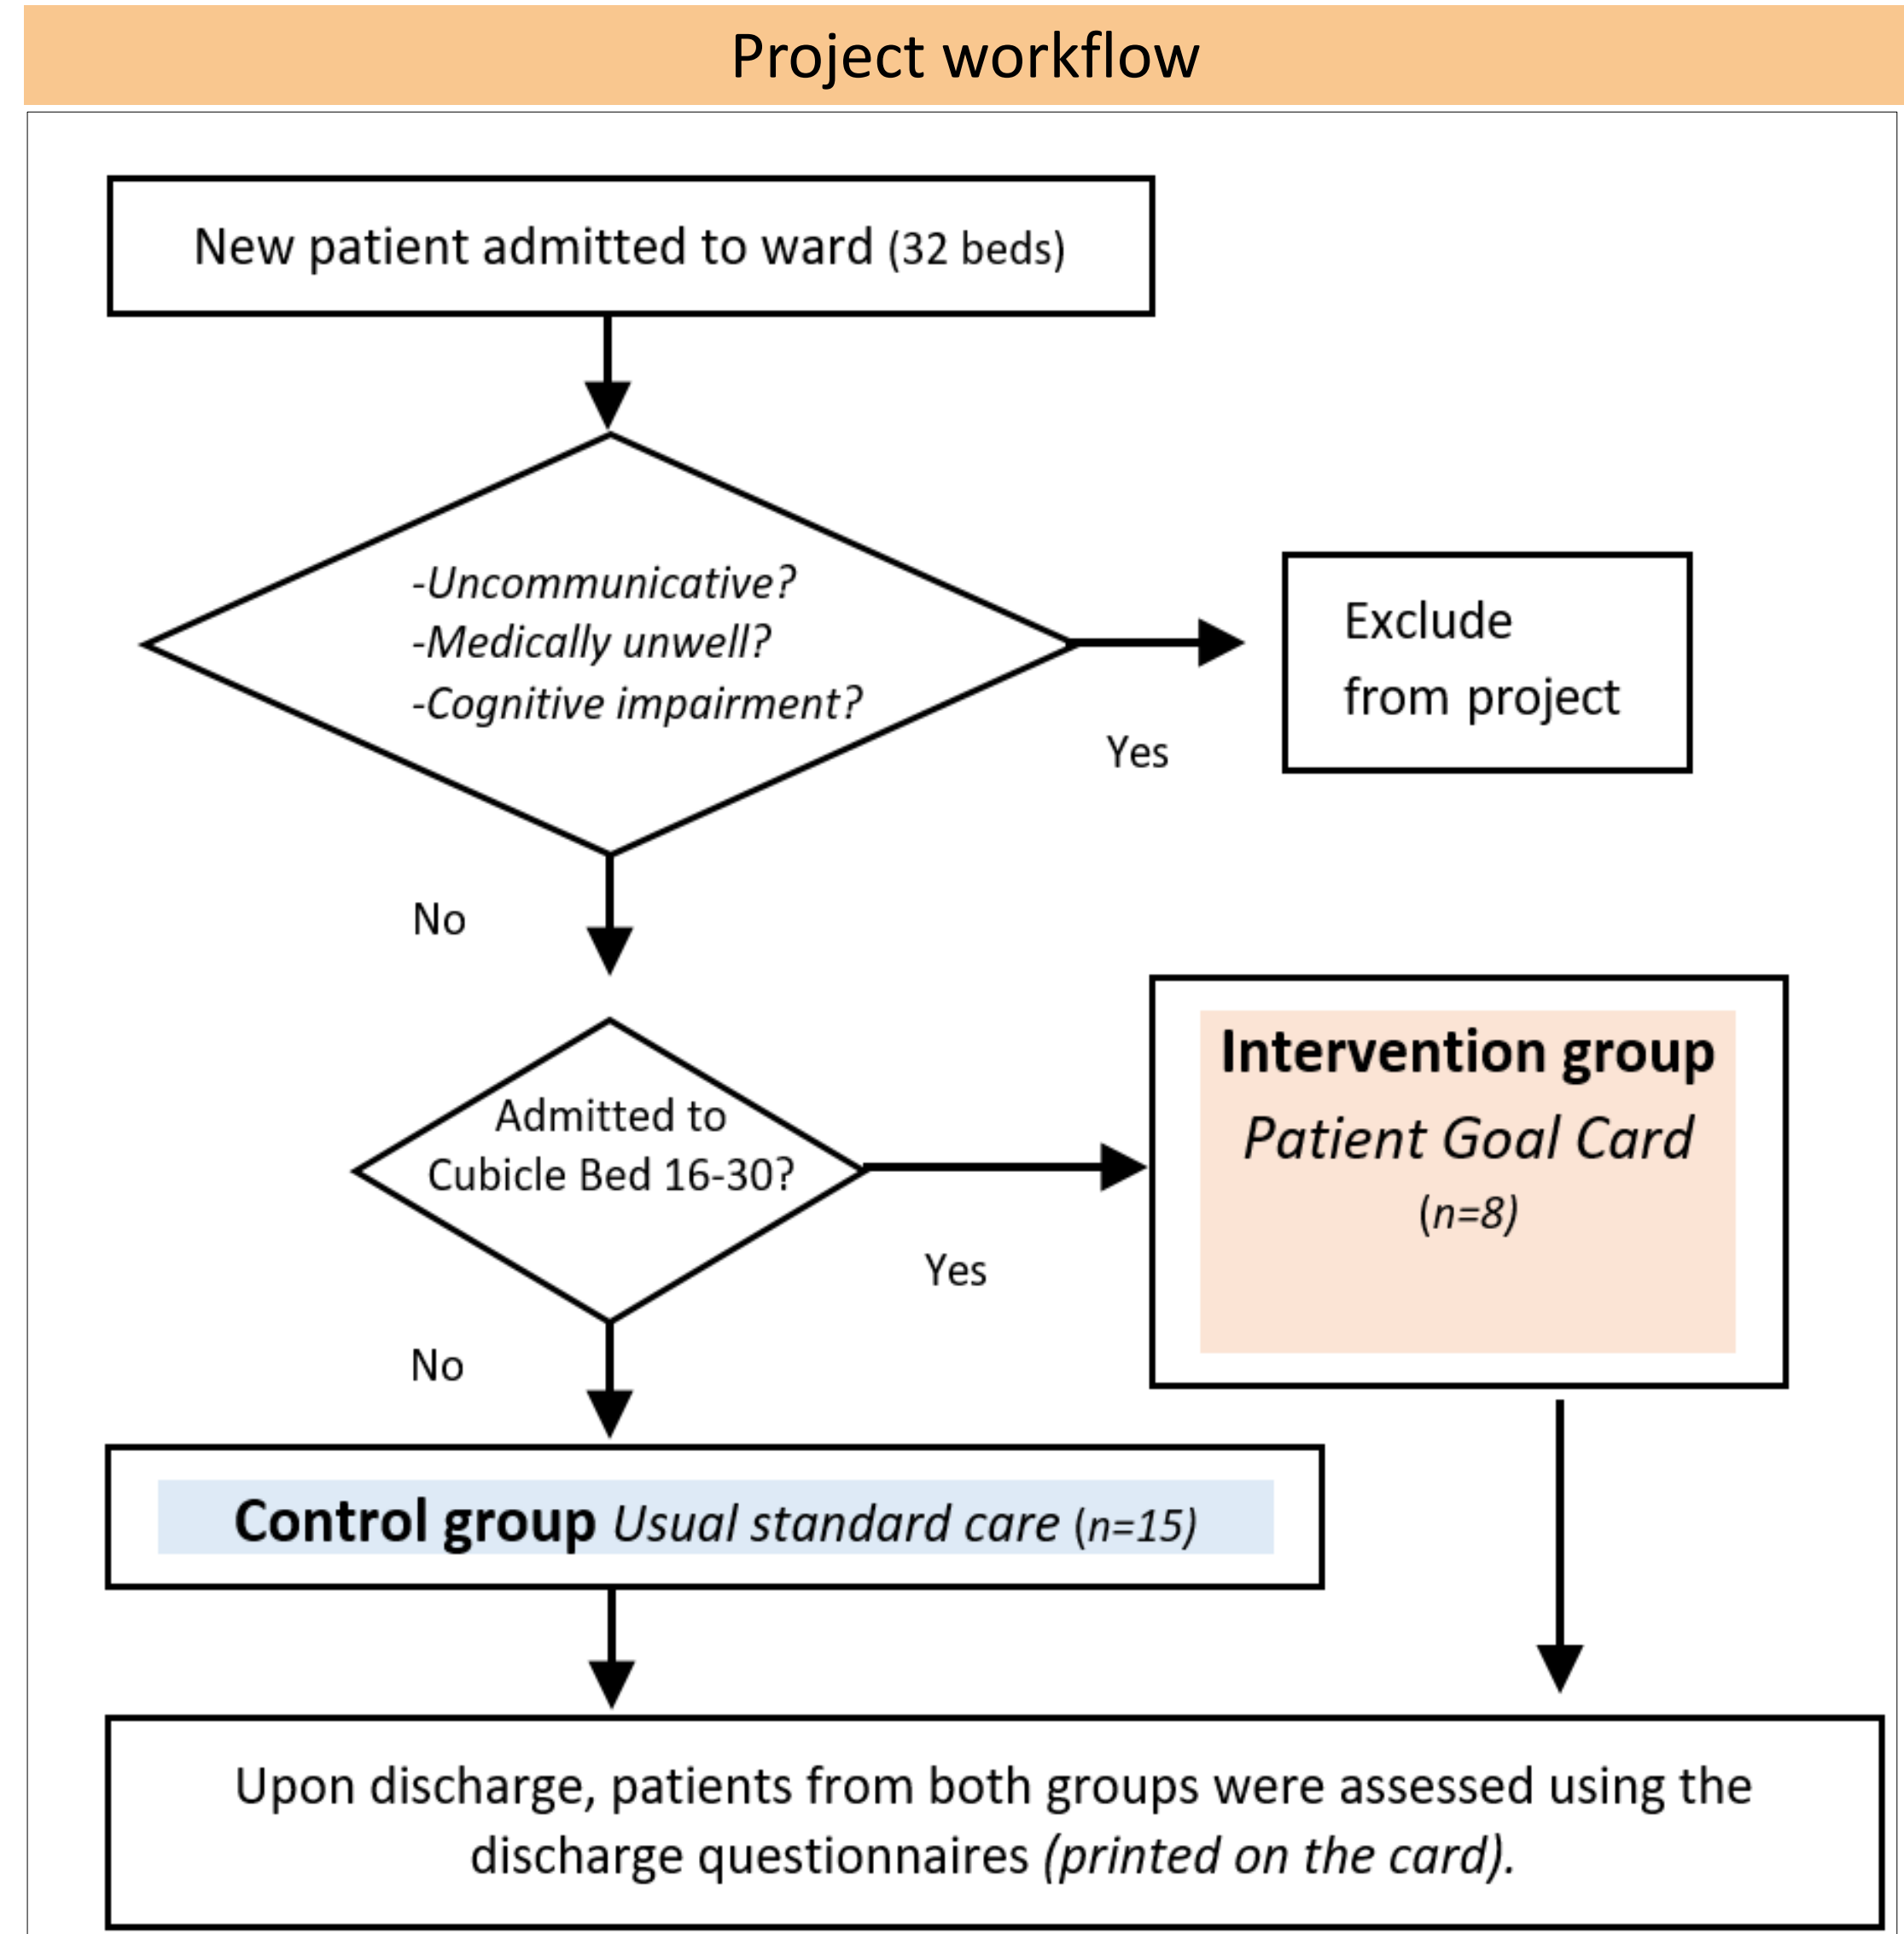 Project workflow
New patient admitted to ward (32 beds)
-Uncommunicative?
-Medically unwell?
-Cognitive impairment?
Exclude
from project
Yes
No
Admitted to
Cubicle Bed 16-30?
Intervention group
Patient Goal Card
(n=8)
Yes
No
Control group Usual standard care (n=15)
Upon discharge, patients from both groups were assessed using the
discharge questionnaires (printed on the card).